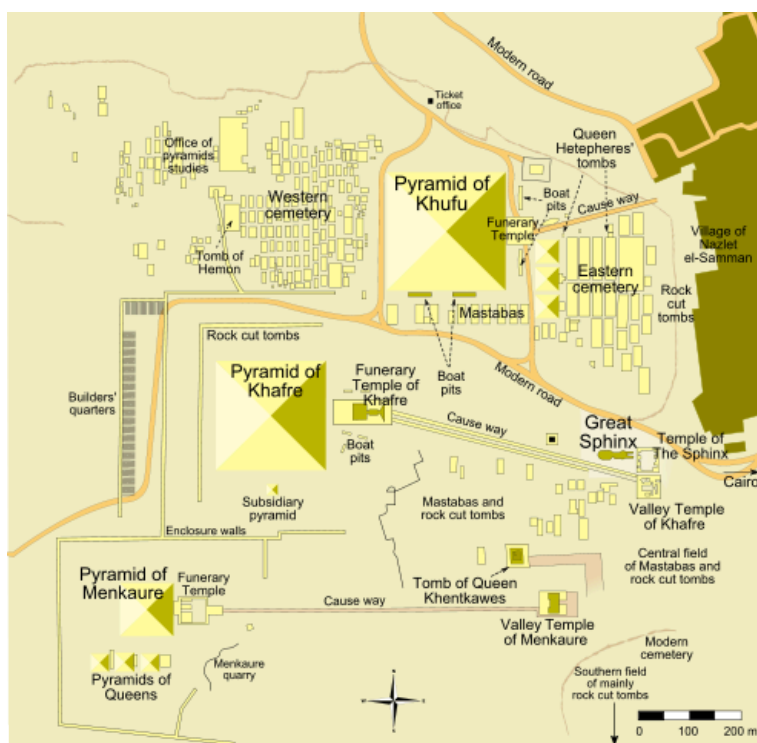 Modern road
Ticket
office
Queen
Hetepheres'
tombs
Office of
pyramids
studies
Western
cemetery
Pyramid of
Khufu
Boat
pits
Cause way
Funerary
Temple
Village of
Nazlet
el-Samman
Tomb of
Hemon
Eastern
cemetery
Rock
cut
tombs
Mastabas
Rock cut tombs
Boat
pits
Modern road
Pyramid of
Khafre
Funerary
Temple of
Khafre
Builders'
quarters
Cause way
Great
Sphinx
Temple of
The Sphinx
Boat
pits
Cairo
Subsidiary
pyramid
Mastabas and
rock cut tombs
Valley Temple
of Khafre
Enclosure walls
Central field
of Mastabas and
rock cut tombs
Pyramid of
Menkaure
Funerary
Temple
Tomb of Queen
Khentkawes
Cause way
Valley Temple
of Menkaure
Modern
cemetery
Menkaure
quarry
Pyramids of
Queens
Southern field
of mainly
rock cut tombs
0 100 200 m